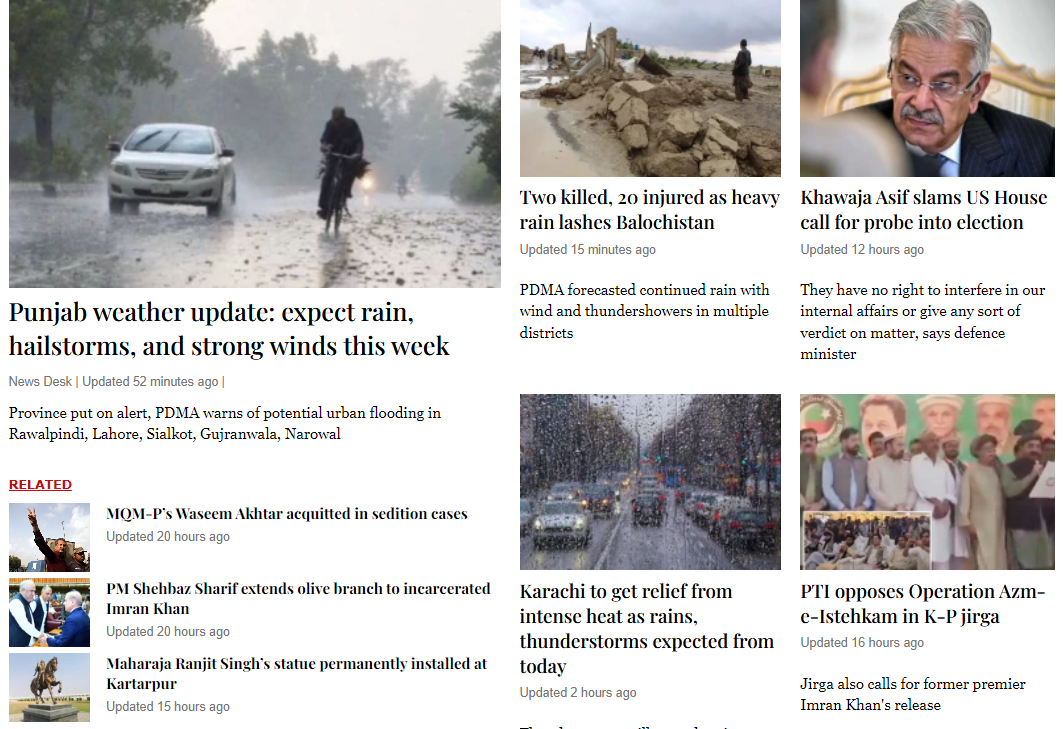 Punjab weather update: expect rain,
hailstorms, and strong winds this week
News Desk | Updated 52 minutes ago |
Province put on alert, PDMA warns of potential urban flooding in
Rawalpindi, Lahore, Sialkot, Gujranwala, Narowal
RELATED
MQM-P’s Waseem Akhtar acquitted in sedition cases
Updated 20 hours ago
PM Shehbaz Sharif extends olive branch to incarcerated
Imran Khan
Updated 20 hours ago
Maharaja Ranjit Singh’s statue permanently installed at
Kartarpur
Updated 15 hours ago
Two killed, 20 injured as heavy
rain lashes Balochistan
Updated 15 minutes ago
PDMA forecasted continued rain with
wind and thundershowers in multiple
districts
Karachi to get relief from
intense heat as rains,
thunderstorms expected from
today
Updated 2 hours ago
Khawaja Asif slams US House
call for probe into election
Updated 12 hours ago
They have no right to interfere in our
internal affairs or give any sort of
verdict on matter, says defence
minister
PTI opposes Operation Azm-
e-Istehkam in K-P jirga
Updated 16 hours ago
Jirga also calls for former premier
Imran Khan's release